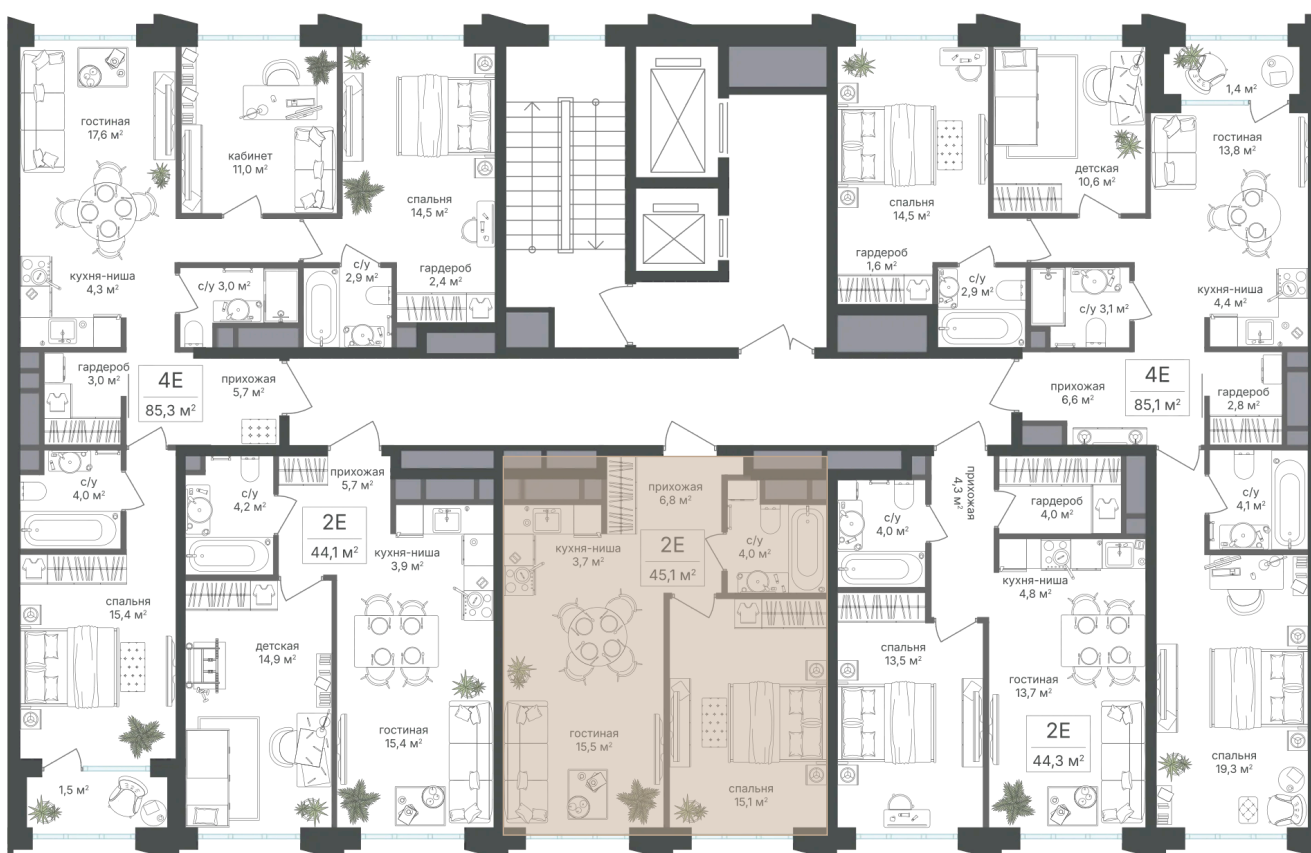 гостиная
17,6 м²
кабинет
11,0 м²
спальня
14,5 м²
гардероб
2,4 м²
с/у
2,9 м²
с/у 3,0 м²
кухня-ниша
4,3 м²
гардероб
3,0 м²
4Е
85,3 м²
прихожая
5,7 м²
с/у
4,0 м²
спальня
15,4 м²
1,5 м²
с/у
4,2 м²
прихожая
5,7 м²
2Е
44,1 м²
кухня-ниша
3,9 м²
детская
14,9 м²
гостиная
15,4 м²
прихожая
6,8 м²
кухня-ниша
3,7 м²
2Е
45,1 м²
с/у
4,0 м²
гостиная
15,5 м²
спальня
15,1 м²
с/у
4,0 м²
прихожая
4,3 м²
гардероб
4,0 м²
кухня-ниша
4,8 м²
спальня
13,5 м²
гостиная
13,7 м²
2Е
44,3 м²
спальня
14,5 м²
гардероб
1,6 м²
с/у
2,9 м²
с/у 3,1 м²
детская
10,6 м²
1,4 м²
гостиная
13,8 м²
кухня-ниша
4,4 м²
прихожая
6,6 м²
4Е
85,1 м²
гардероб
2,8 м²
с/у
4,1 м²
спальня
19,3 м²